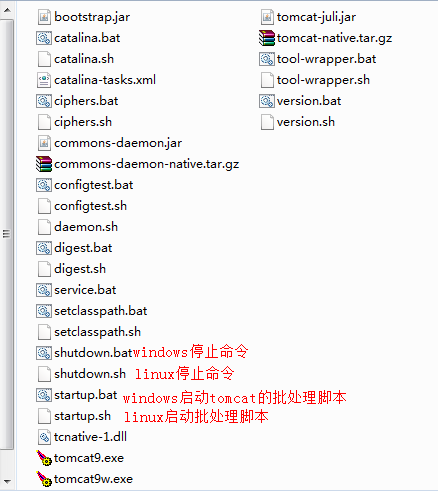 bootstrap.jar
catalina.bat
catalina.sh
catalina-tasks.xml
ciphers.bat
ciphers.sh
commons-daemon.jar
commons-daemon-native.tar.gz
configtest.bat
configtest.sh
daemon.sh
digest.bat
digest.sh
service.bat
setclasspath.bat
setclasspath.sh
shutdown.batwindows停止命令
shutdown.sh linux停止命令
startup.bat windows启动tomcat的批处理脚本
startup.sh linux启动批处理脚本
tcnative-1.dll
tomcat9.exe
tomcat9w.exe
tomcat-juli.jar
tomcat-native.tar.gz
tool-wrapper.bat
tool-wrapper.sh
version.bat
version.sh